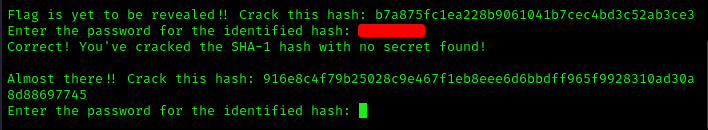 Flag is yet to be revealed!! Crack this hash: b7a875fc1ea228b9061041b7cec4bd3c52ab3ce3
Enter the password for the identified hash:
Correct! You've cracked the SHA-1 hash with no secret found!
Almost there!! Crack this hash: 916e8c4f79b25028c9e467f1eb8eee6d6bbdff965f9928310ad30a
8d88697745
Enter the password for the identified hash: